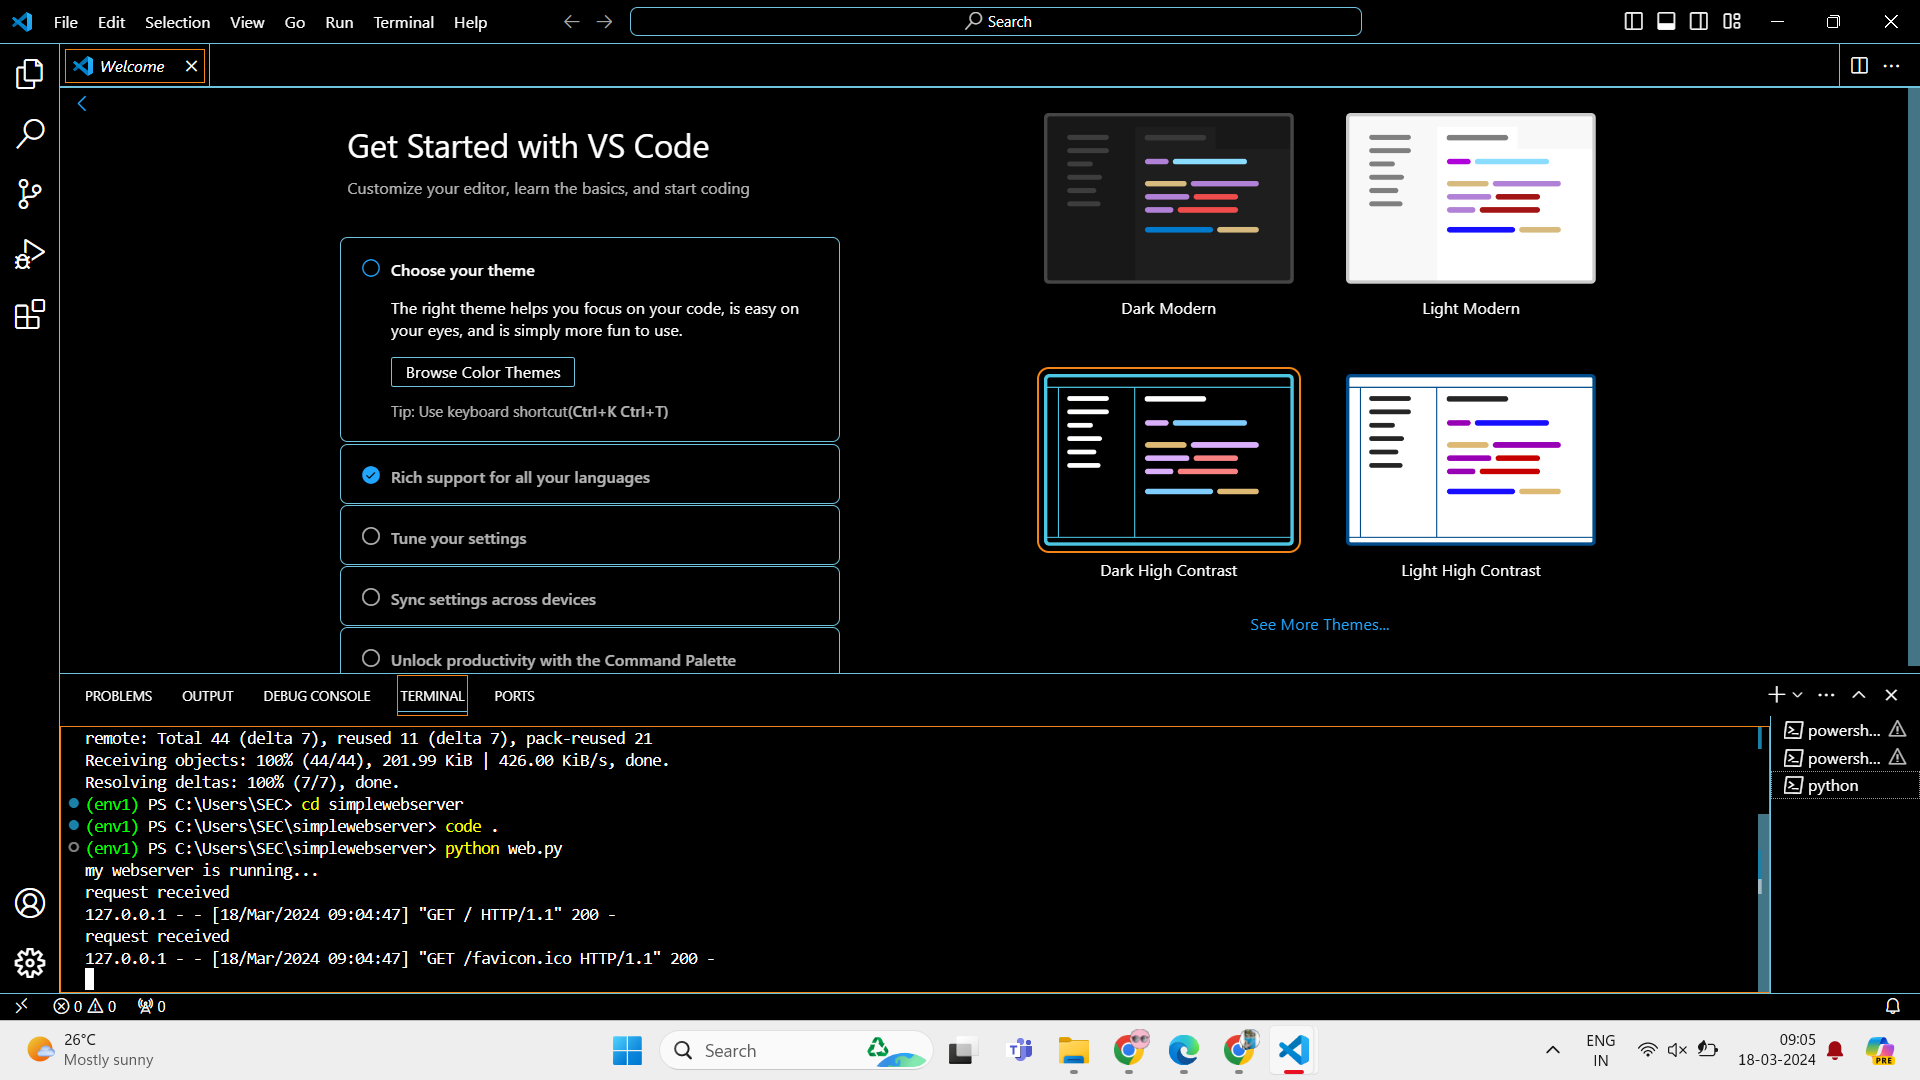 File Edit Selection View Go Run Terminal Help
Search
Welcome
Get Started with VS Code
Customize your editor, learn the basics, and start coding
Choose your theme
The right theme helps you focus on your code, is easy on
your eyes, and is simply more fun to use.
Browse Color Themes
Tip: Use keyboard shortcut(Ctrl+K Ctrl+T)
Rich support for all your languages
Tune your settings
Sync settings across devices
Unlock productivity with the Command Palette
Dark Modern
Light Modern
Dark High Contrast
Light High Contrast
See More Themes...
PROBLEMS OUTPUT DEBUG CONSOLE TERMINAL PORTS
remote: Total 44 (delta 7), reused 11 (delta 7), pack-reused 21
Receiving objects: 100% (44/44), 201.99 KiB | 426.00 KiB/s, done.
Resolving deltas: 100% (7/7), done.
(env1) PS C:\Users\SEC> cd simplewebserver
(env1) PS C:\Users\SEC\simplewebserver> code .
(env1) PS C:\Users\SEC\simplewebserver> python web.py
my webserver is running...
request received
127.0.0.1 - - [18/Mar/2024 09:04:47] "GET / HTTP/1.1" 200 -
request received
127.0.0.1 - - [18/Mar/2024 09:04:47] "GET /favicon.ico HTTP/1.1" 200 -
powersh...
powersh...
python
0 0 0
26°C
Mostly sunny
Search
ENG
IN
09:05
18-03-2024
PRE